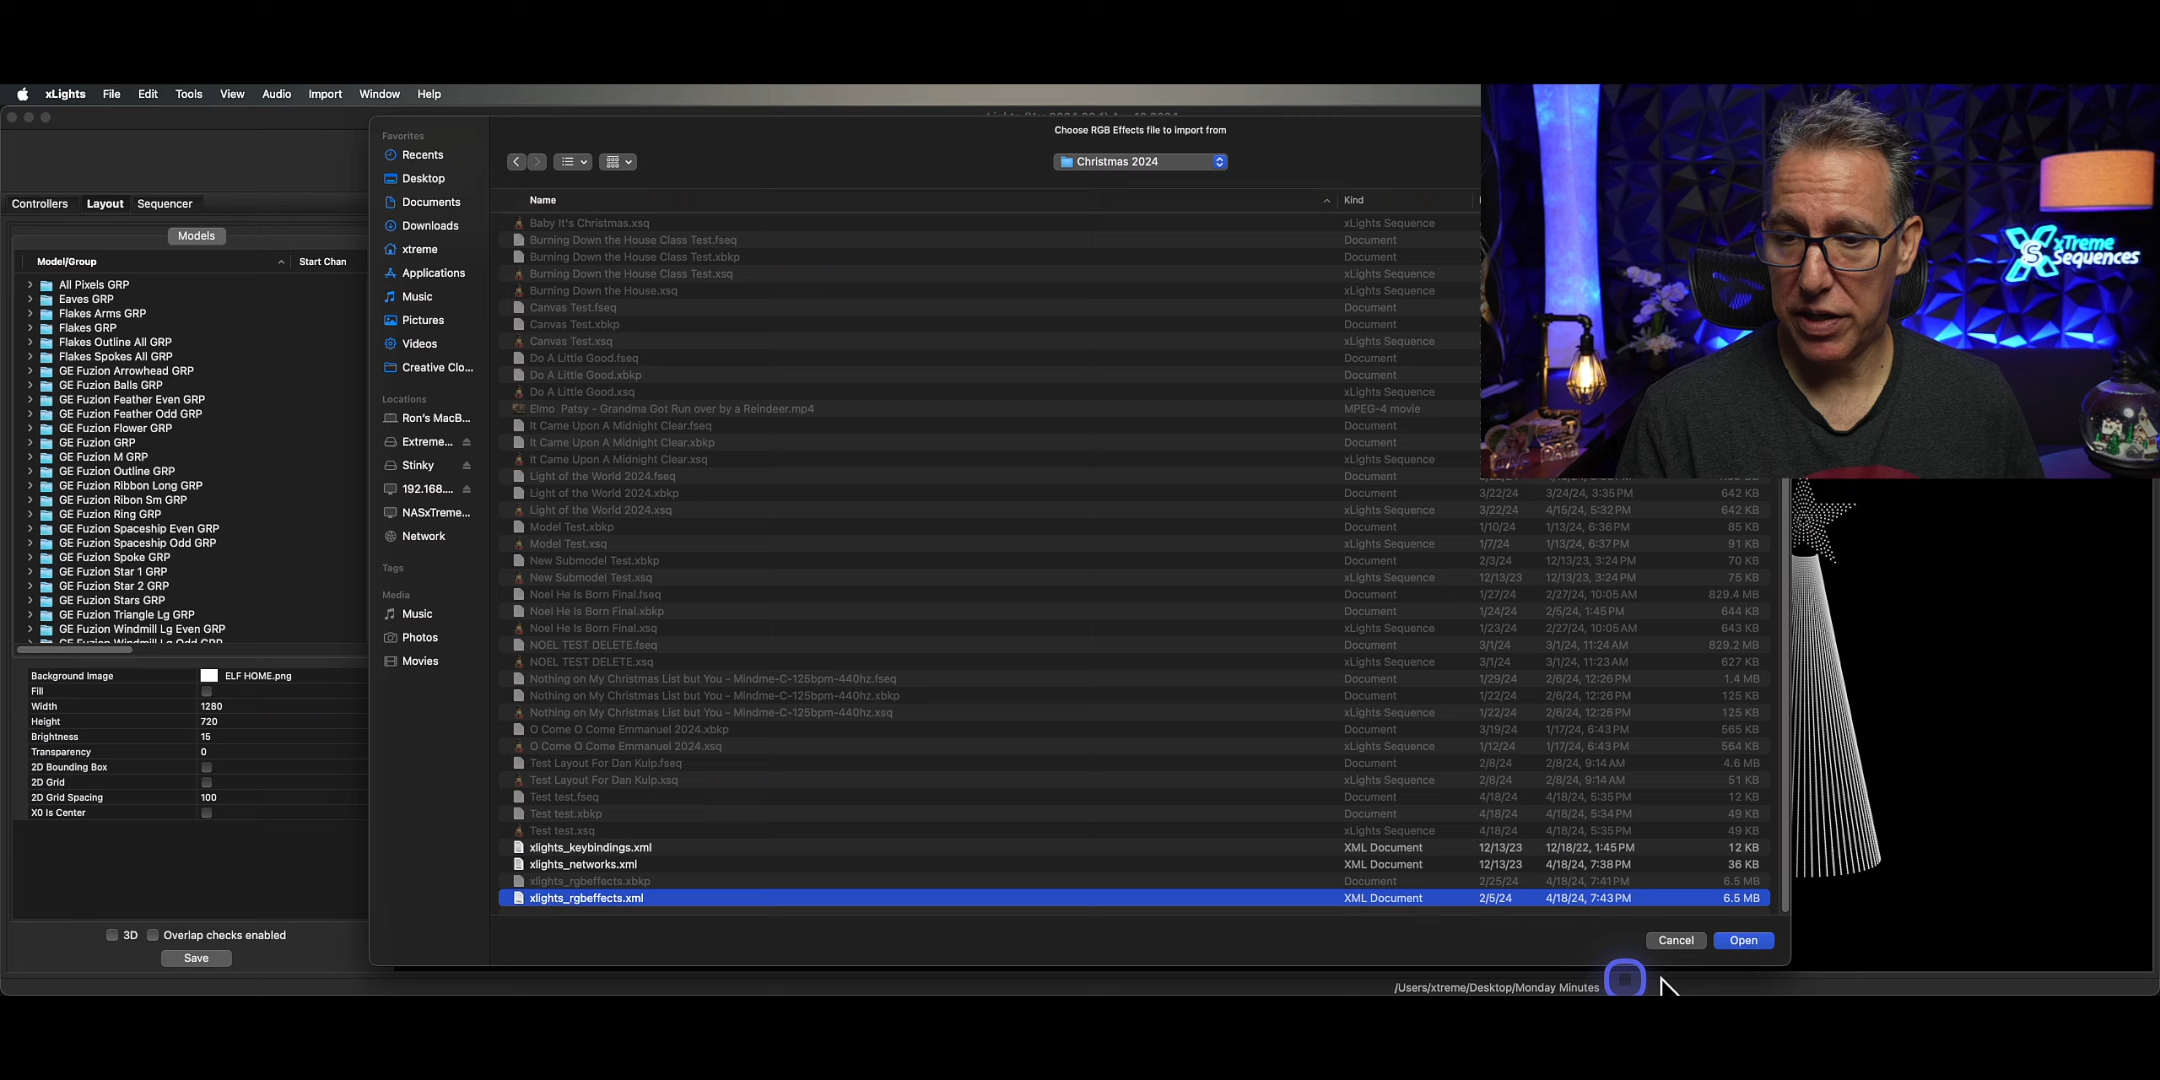 xLights File Edit Tools View Audio Import Window Help
Choose RGB Effects file to import from
Christmas 2024
Controllers Layout Sequencer
Models
Model/Group Start Chan
All Pixels GRP
Eaves GRP
Flakes Arms GRP
Flakes GRP
Flakes Outline All GRP
Flakes Spokes All GRP
GE Fuzion Arrowhead GRP
GE Fuzion Balls GRP
GE Fuzion Feather Even GRP
GE Fuzion Feather Odd GRP
GE Fuzion Flower GRP
GE Fuzion GRP
GE Fuzion M GRP
GE Fuzion Outline GRP
GE Fuzion Ribbon Long GRP
GE Fuzion Ribon Sm GRP
GE Fuzion Ring GRP
GE Fuzion Spaceship Even GRP
GE Fuzion Spaceship Odd GRP
GE Fuzion Spoke GRP
GE Fuzion Star 1 GRP
GE Fuzion Star 2 GRP
GE Fuzion Stars GRP
GE Fuzion Triangle Lg GRP
GE Fuzion Windmill Lg Even GRP
GE Fuzion Windmill Lg Odd GRP
Background Image ELF HOME.png
Fill
Width 1280
Height 720
Brightness 15
Transparency 0
2D Bounding Box
2D Grid
2D Grid Spacing 100
X0 Is Center
3D Overlap checks enabled
Save
Favorites
Recents
Desktop
Documents
Downloads
xtreme
Applications
Music
Pictures
Videos
Creative Clo...
Locations
Ron's MacB...
Extreme...
Stinky
192.168....
NASxTreme...
Network
Tags
Media
Music
Photos
Movies
Name Kind
Baby It's Christmas.xsq xLights Sequence
Burning Down the House Class Test.fseq Document
Burning Down the House Class Test.xbkp Document
Burning Down the House Class Test.xsq xLights Sequence
Burning Down the House.xsq xLights Sequence
Canvas Test.fseq Document
Canvas Test.xbkp Document
Canvas Test.xsq xLights Sequence
Do A Little Good.fseq Document
Do A Little Good.xbkp Document
Do A Little Good.xsq xLights Sequence
Elmo Patsy - Grandma Got Run over by a Reindeer.mp4 MPEG-4 movie
It Came Upon A Midnight Clear.fseq Document
It Came Upon A Midnight Clear.xbkp Document
It Came Upon A Midnight Clear.xsq xLights Sequence
Light of the World 2024.fseq Document
Light of the World 2024.xbkp Document 3/22/24 3/24/24, 3:35 PM 642 KB
Light of the World 2024.xsq xLights Sequence 3/22/24 4/15/24, 5:32 PM 642 KB
Model Test.xbkp Document 1/10/24 1/13/24, 6:36 PM 85 KB
Model Test.xsq xLights Sequence 1/7/24 1/13/24, 6:37 PM 91 KB
New Submodel Test.xbkp Document 2/3/24 12/13/23, 3:24 PM 70 KB
New Submodel Test.xsq xLights Sequence 12/13/23 12/13/23, 3:24 PM 75 KB
Noel He Is Born Final.fseq Document 1/27/24 2/27/24, 10:05 AM 829.4 MB
Noel He Is Born Final.xbkp Document 1/24/24 2/5/24, 1:45 PM 644 KB
Noel He Is Born Final.xsq xLights Sequence 1/23/24 2/27/24, 10:05 AM 643 KB
NOEL TEST DELETE.fseq Document 3/1/24 3/1/24, 11:24 AM 829.2 MB
NOEL TEST DELETE.xsq xLights Sequence 3/1/24 3/1/24, 11:23 AM 627 KB
Nothing on My Christmas List but You - Mindme-C-125bpm-440hz.fseq Document 1/29/24 2/6/24, 12:26 PM 1.4 MB
Nothing on My Christmas List but You - Mindme-C-125bpm-440hz.xbkp Document 1/22/24 2/6/24, 12:26 PM 125 KB
Nothing on My Christmas List but You - Mindme-C-125bpm-440hz.xsq xLights Sequence 1/22/24 2/6/24, 12:26 PM 125 KB
O Come O Come Emmanuel 2024.xbkp Document 3/19/24 1/17/24, 6:43 PM 565 KB
O Come O Come Emmanuel 2024.xsq xLights Sequence 1/12/24 1/17/24, 6:43 PM 564 KB
Test Layout For Dan Kulp.fseq Document 2/8/24 2/8/24, 9:14 AM 4.6 MB
Test Layout For Dan Kulp.xsq xLights Sequence 2/8/24 2/8/24, 9:14 AM 51 KB
Test test.fseq Document 4/18/24 4/18/24, 5:35 PM 12 KB
Test test.xbkp Document 4/18/24 4/18/24, 5:34 PM 49 KB
Test test.xsq xLights Sequence 4/18/24 4/18/24, 5:35 PM 49 KB
xlights_keybindings.xml XML Document 12/13/23 12/18/22, 1:45 PM 12 KB
xlights_networks.xml XML Document 12/13/23 4/18/24, 7:38 PM 36 KB
xlights_rgbeffects.xbkp Document 2/25/24 4/18/24, 7:41 PM 6.5 MB
xlights_rgbeffects.xml XML Document 2/5/24 4/18/24, 7:43 PM 6.5 MB
Cancel Open
/Users/xtreme/Desktop/Monday Minutes
xTreme
Sequences